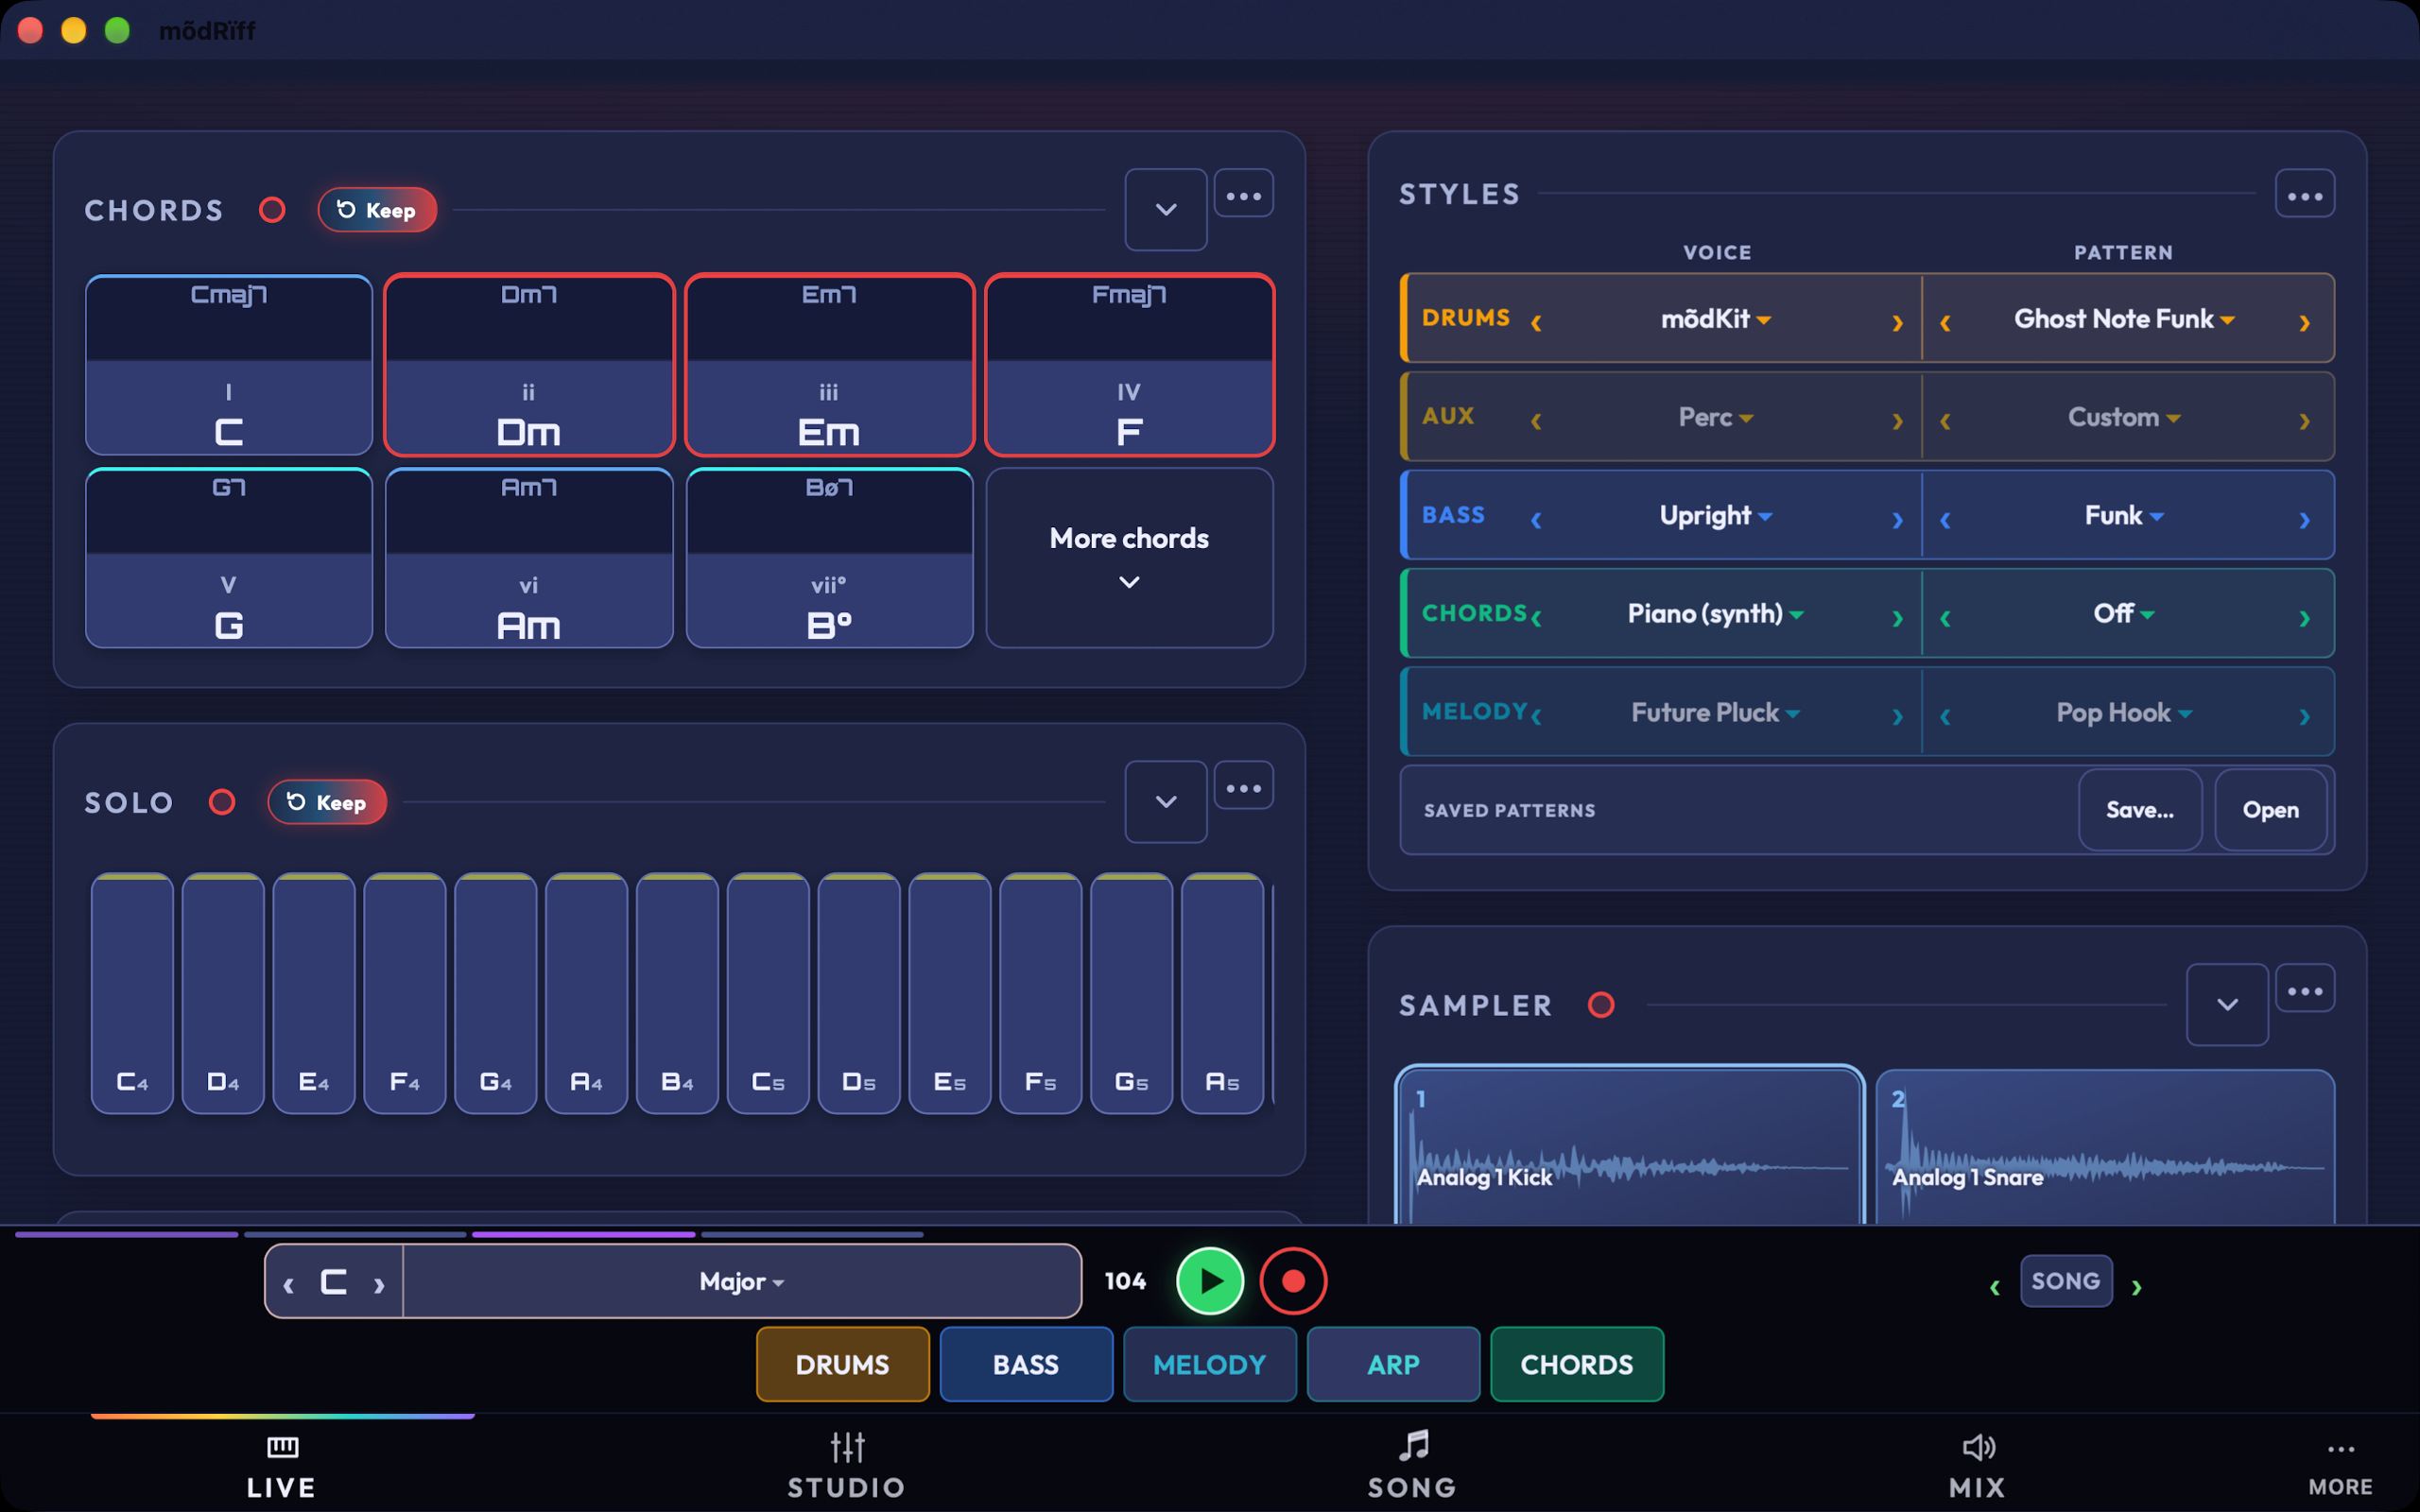 mõdRïff
CHORDS
Keep
Cmaj7
I
C
Dm7
ii
Dm
Em7
iii
Em
Fmaj7
IV
F
G7
V
G
Am7
vi
Am
Bø7
vii°
B°
More chords
SOLO
Keep
C4
D4
E4
F4
G4
A4
B4
C5
D5
E5
F5
G5
A5
STYLES
VOICE PATTERN
DRUMS ‹ mõdKit › ‹ Ghost Note Funk ›
AUX ‹ Perc › ‹ Custom ›
BASS ‹ Upright › ‹ Funk ›
CHORDS ‹ Piano (synth) › ‹ Off ›
MELODY ‹ Future Pluck › ‹ Pop Hook ›
SAVED PATTERNS Save... Open
SAMPLER
1
Analog 1 Kick
2
Analog 1 Snare
‹ C › Major 104 ‹ SONG ›
DRUMS BASS MELODY ARP CHORDS
LIVE STUDIO SONG MIX MORE